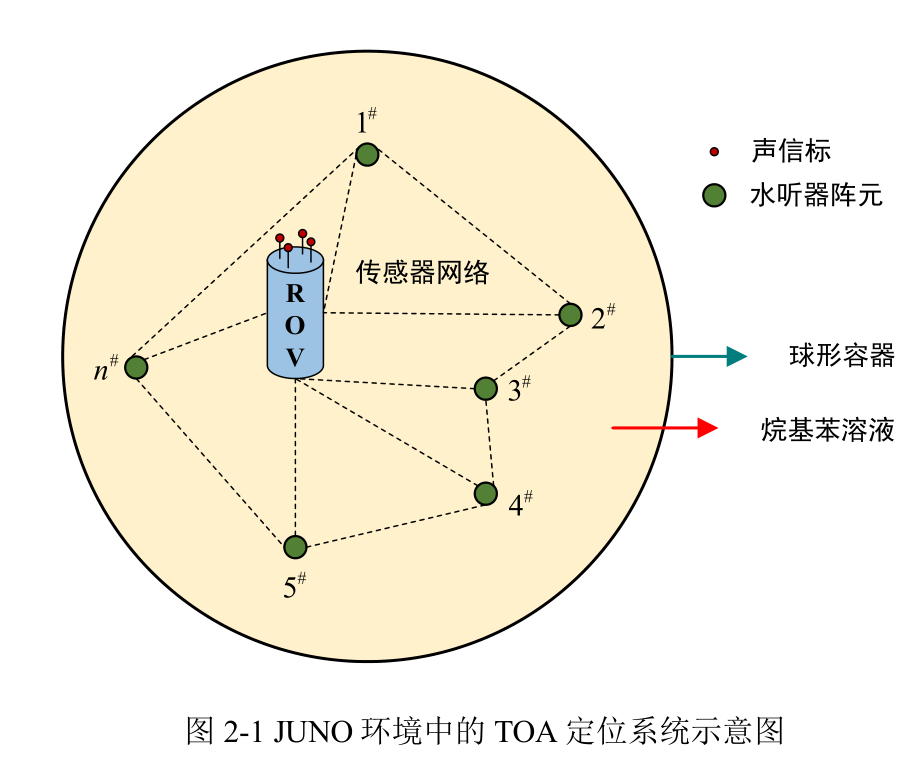 1#
声信标
水听器阵元
传感器网络
R
O
V
2#
球形容器
n#
3#
烷基苯溶液
4#
5#
图 2-1 JUNO 环境中的 TOA 定位系统示意图